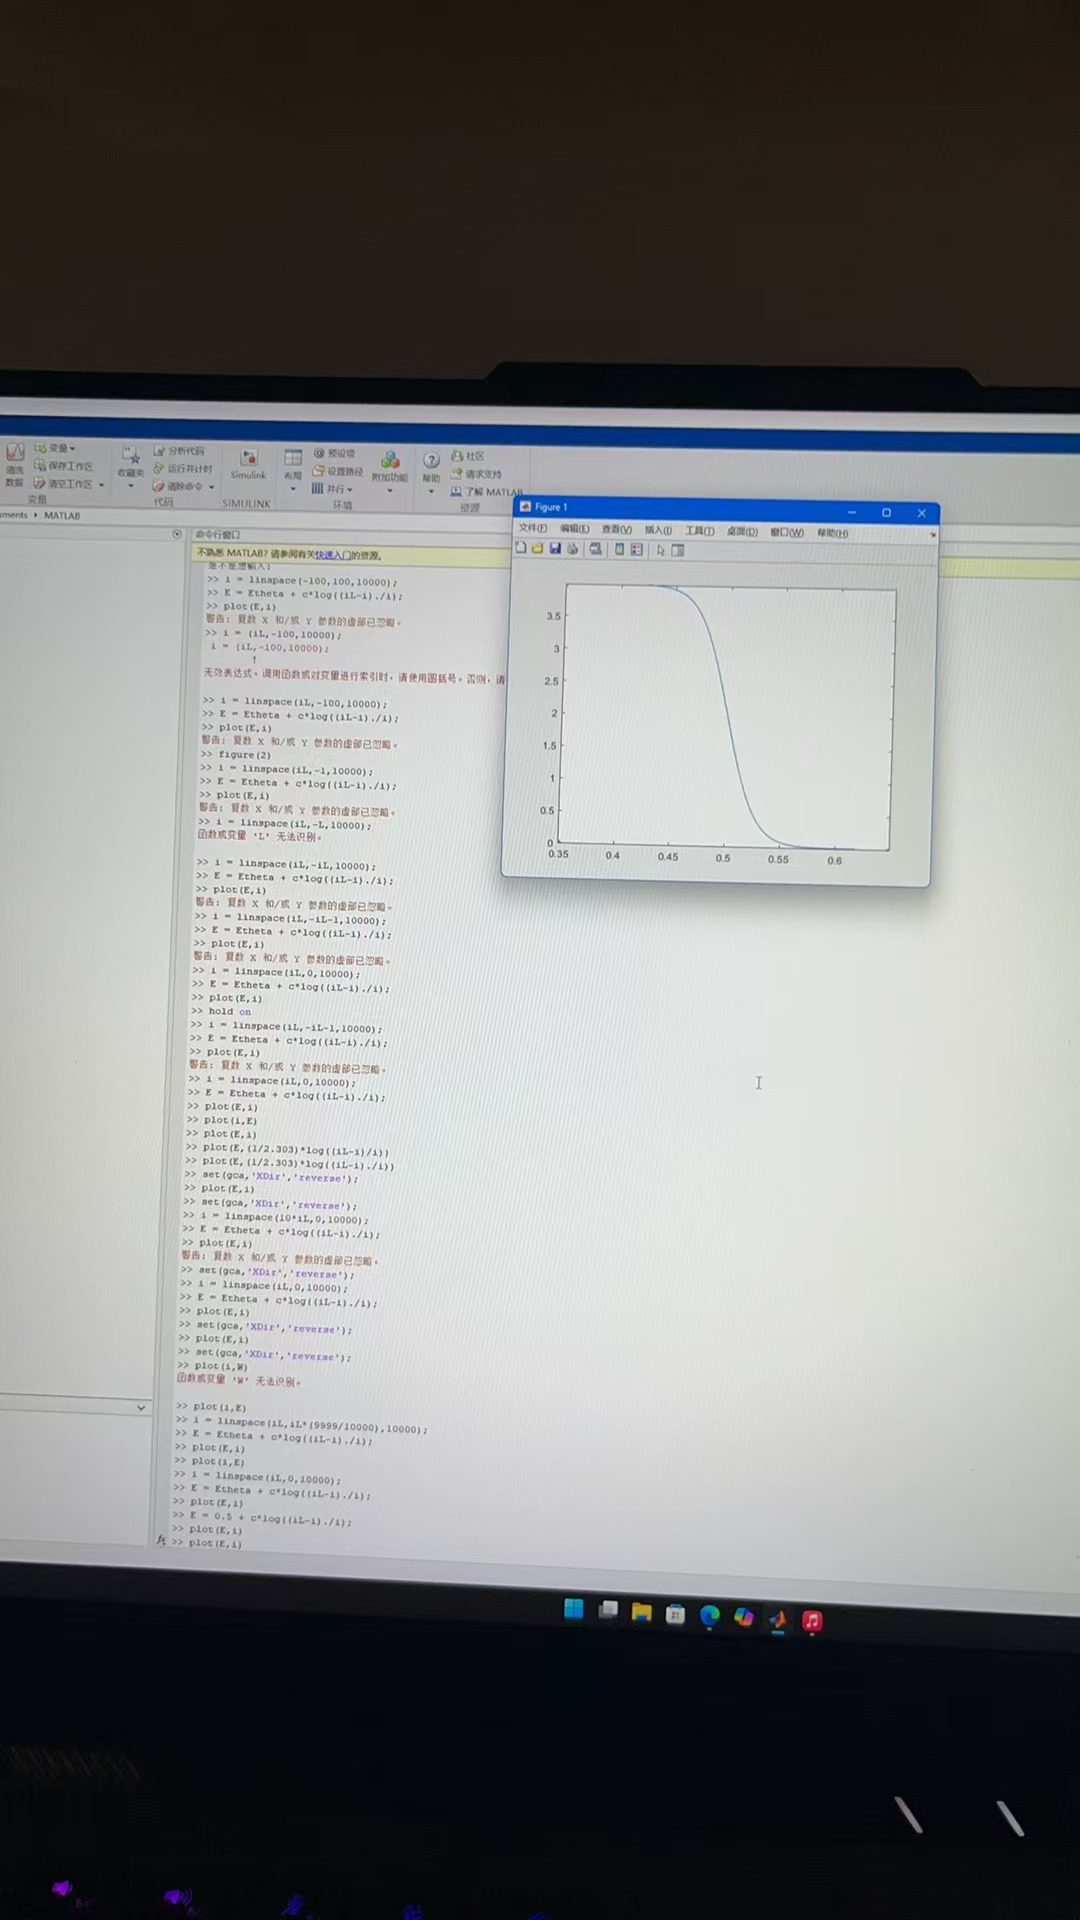 变量
保存工作区
清空工作区
清洗
数据
变量
收藏夹
分析代码
运行并计时
清除命令
代码
Simulink
SIMULINK
布局
预设项
设置路径
并行
环境
附加功能
帮助
社区
请求支持
了解 MATLAB
资源
uments ▸ MATLAB
命令行窗口
不熟悉 MATLAB? 请参阅有关快速入门的资源。
是不是想输入:
>> i = linspace(-100,100,10000);
>> E = Etheta + c*log((iL-i)./i);
>> plot(E,i)
警告: 复数 X 和/或 Y 参数的虚部已忽略。
>> i = (iL,-100,10000);
i = (iL,-100,10000);
↑
无效表达式。调用函数或对变量进行索引时，请使用圆括号。否则，请
>> i = linspace(iL,-100,10000);
>> E = Etheta + c*log((iL-i)./i);
>> plot(E,i)
警告: 复数 X 和/或 Y 参数的虚部已忽略。
>> figure(2)
>> i = linspace(iL,-1,10000);
>> E = Etheta + c*log((iL-i)./i);
>> plot(E,i)
警告: 复数 X 和/或 Y 参数的虚部已忽略。
>> i = linspace(iL,-L,10000);
函数或变量 'L' 无法识别。
>> i = linspace(iL,-iL,10000);
>> E = Etheta + c*log((iL-i)./i);
>> plot(E,i)
警告: 复数 X 和/或 Y 参数的虚部已忽略。
>> i = linspace(iL,-iL-1,10000);
>> E = Etheta + c*log((iL-i)./i);
>> plot(E,i)
警告: 复数 X 和/或 Y 参数的虚部已忽略。
>> i = linspace(iL,0,10000);
>> E = Etheta + c*log((iL-i)./i);
>> plot(E,i)
>> hold on
>> i = linspace(iL,-iL-1,10000);
>> E = Etheta + c*log((iL-i)./i);
>> plot(E,i)
警告: 复数 X 和/或 Y 参数的虚部已忽略。
>> i = linspace(iL,0,10000);
>> E = Etheta + c*log((iL-i)./i);
>> plot(E,i)
>> plot(i,E)
>> plot(E,i)
>> plot(E,(1/2.303)*log((iL-i)/i))
>> plot(E,(1/2.303)*log((iL-i)./i))
>> set(gca,'XDir','reverse');
>> plot(E,i)
>> set(gca,'XDir','reverse');
>> i = linspace(10*iL,0,10000);
>> E = Etheta + c*log((iL-i)./i);
>> plot(E,i)
警告: 复数 X 和/或 Y 参数的虚部已忽略。
>> set(gca,'XDir','reverse');
>> i = linspace(iL,0,10000);
>> E = Etheta + c*log((iL-i)./i);
>> plot(E,i)
>> set(gca,'XDir','reverse');
>> plot(E,i)
>> set(gca,'XDir','reverse');
>> plot(i,W)
函数或变量 'W' 无法识别。
>> plot(i,E)
>> i = linspace(iL,iL*(9999/10000),10000);
>> E = Etheta + c*log((iL-i)./i);
>> plot(E,i)
>> plot(i,E)
>> i = linspace(iL,0,10000);
>> E = Etheta + c*log((iL-i)./i);
>> plot(E,i)
>> E = 0.5 + c*log((iL-i)./i);
>> plot(E,i)
fx >> plot(E,i)
Figure 1
文件(F) 编辑(E) 查看(V) 插入(I) 工具(T) 桌面(D) 窗口(W) 帮助(H)
3.5
3
2.5
2
1.5
1
0.5
0
0.35 0.4 0.45 0.5 0.55 0.6